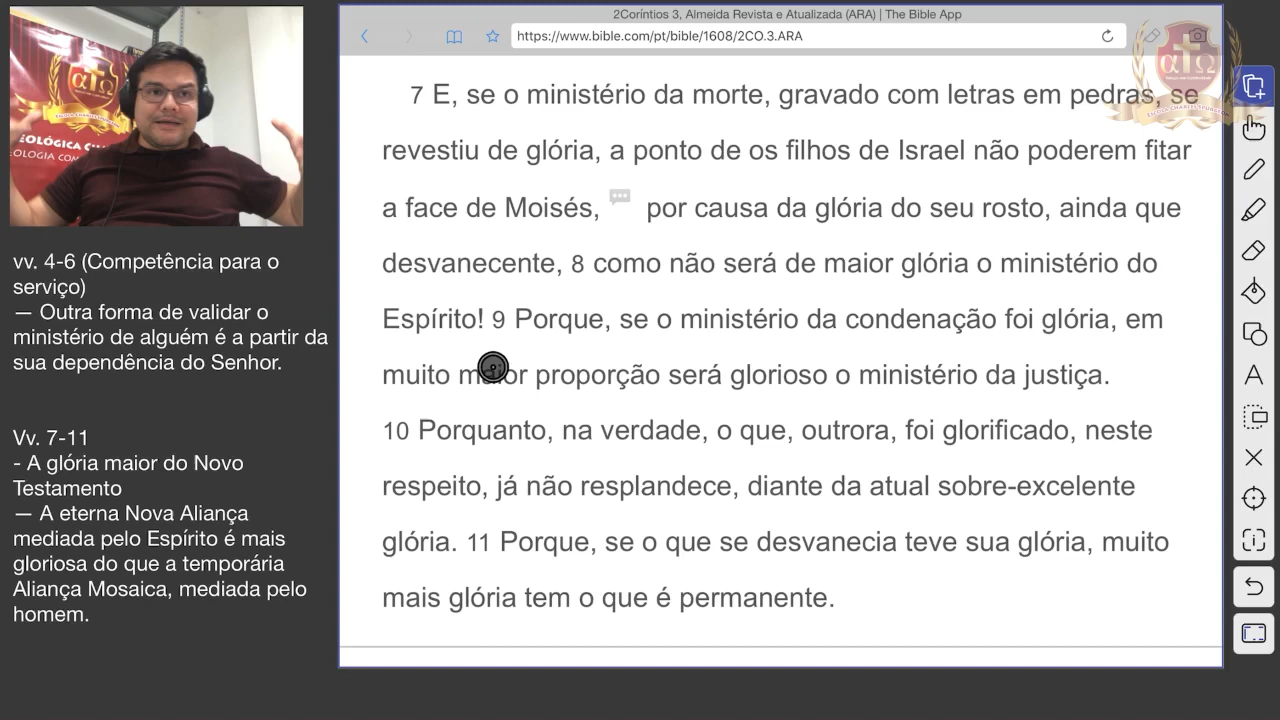 2Coríntios 3, Almeida Revista e Atualizada (ARA) | The Bible App
https://www.bible.com/pt/bible/1608/2CO.3.ARA
7 E, se o ministério da morte, gravado com letras em pedras, se
revestiu de glória, a ponto de os filhos de Israel não poderem fitar
a face de Moisés, por causa da glória do seu rosto, ainda que
desvanecente, 8 como não será de maior glória o ministério do
Espírito! 9 Porque, se o ministério da condenação foi glória, em
muito maior proporção será glorioso o ministério da justiça.
10 Porquanto, na verdade, o que, outrora, foi glorificado, neste
respeito, já não resplandece, diante da atual sobre-excelente
glória. 11 Porque, se o que se desvanecia teve sua glória, muito
mais glória tem o que é permanente.
vv. 4-6 (Competência para o
serviço)
— Outra forma de validar o
ministério de alguém é a partir da
sua dependência do Senhor.
Vv. 7-11
- A glória maior do Novo
Testamento
— A eterna Nova Aliança
mediada pelo Espírito é mais
gloriosa do que a temporária
Aliança Mosaica, mediada pelo
homem.
α Ω
EOLÓGICA
OLOGIA
α Ω
ESCOLA CHARLES SPURGEON